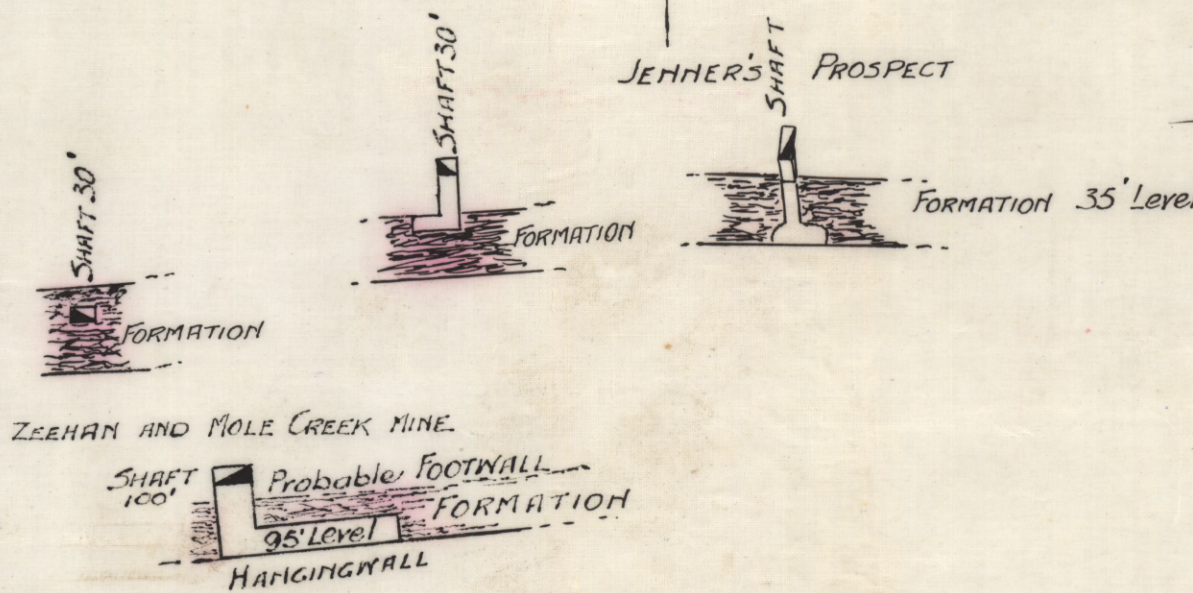 SHAFT 30'
JENNER'S PROSPECT
SHAFT
SHAFT 30'
FORMATION 35' Level
FORMATION
FORMATION
ZEEHAN AND MOLE CREEK MINE
SHAFT
100'
Probable FOOTWALL
FORMATION
95' Level
HANGINGWALL